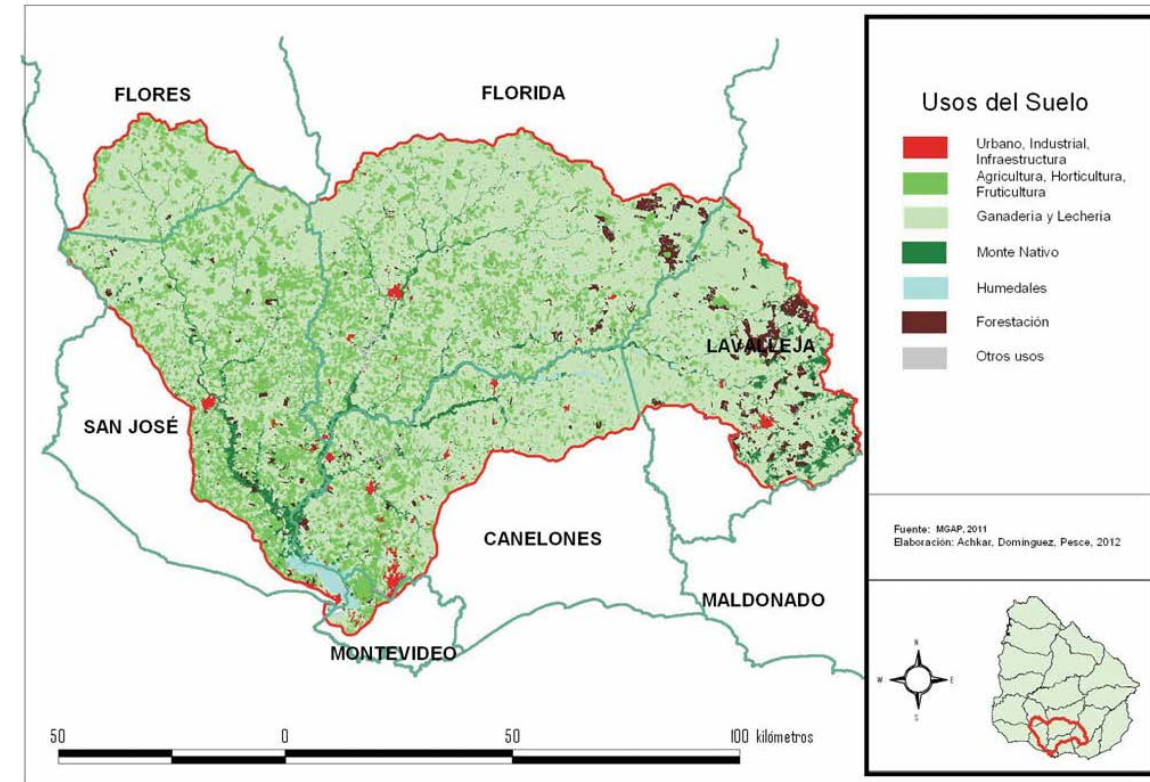 FLORES
FLORIDA
LAVALLEJA
SAN JOSÉ
CANELONES
MALDONADO
MONTEVIDEO
50 0 50 100 kilómetros
Usos del Suelo
Urbano, Industrial,
Infraestructura
Agricultura, Horticultura,
Fruticultura
Ganaderia y Lecheria
Monte Nativo
Humedales
Forestación
Otros usos
Fuente: MGAP, 2011
Elaboración: Achkar, Domínguez, Pesce, 2012
N
W E
S